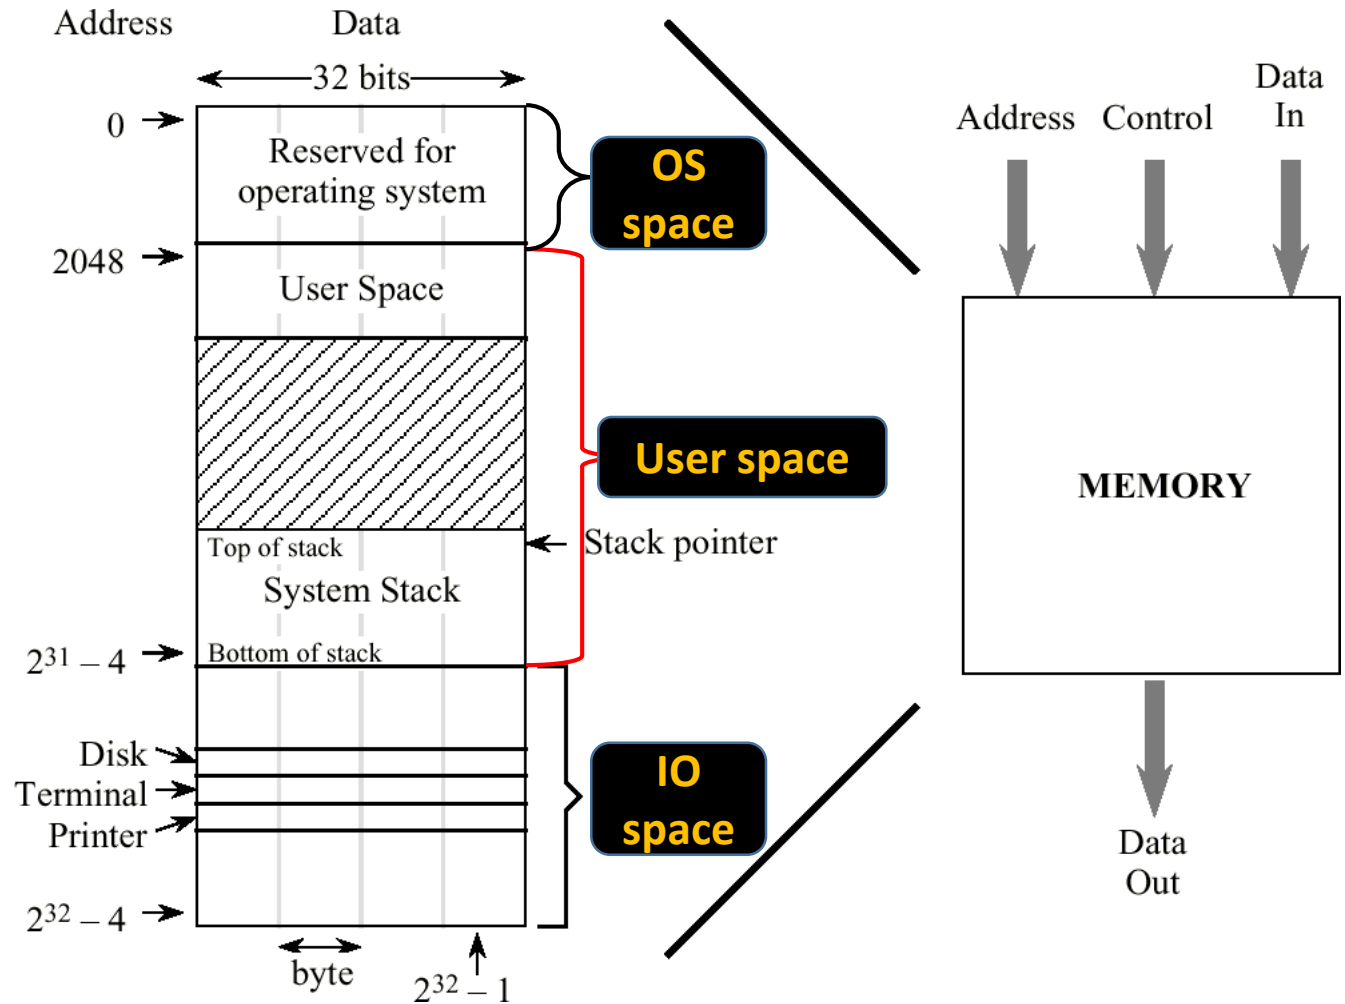 Address
Data
32 bits
0
Reserved for
operating system
OS
space
2048
User Space
User space
Top of stack
Stack pointer
System Stack
2³¹ – 4
Bottom of stack
Disk
Terminal
Printer
IO
space
2³² – 4
byte
2³² – 1
Address
Control
Data
In
MEMORY
Data
Out